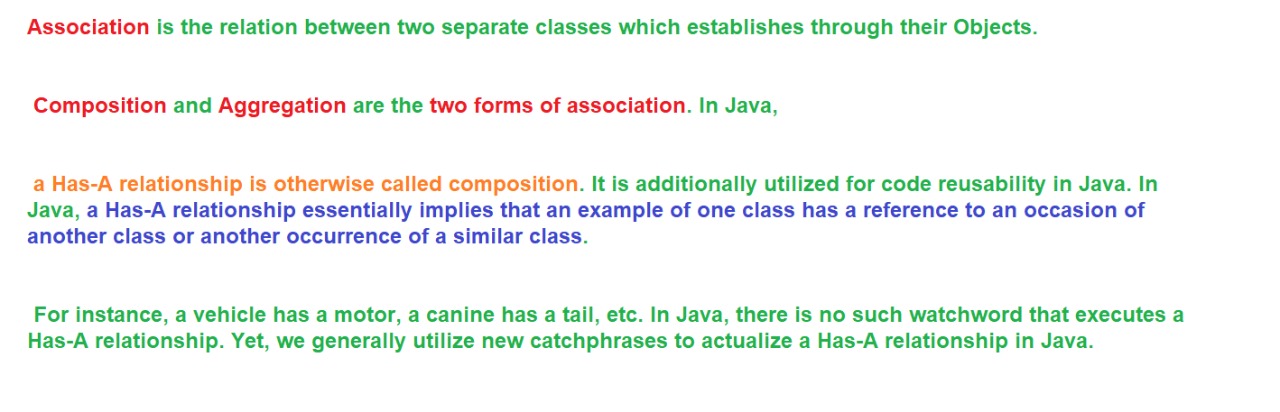 Association is the relation between two separate classes which establishes through their Objects.
Composition and Aggregation are the two forms of association. In Java,
a Has-A relationship is otherwise called composition. It is additionally utilized for code reusability in Java. In
Java, a Has-A relationship essentially implies that an example of one class has a reference to an occasion of
another class or another occurrence of a similar class.
For instance, a vehicle has a motor, a canine has a tail, etc. In Java, there is no such watchword that executes a
Has-A relationship. Yet, we generally utilize new catchphrases to actualize a Has-A relationship in Java.